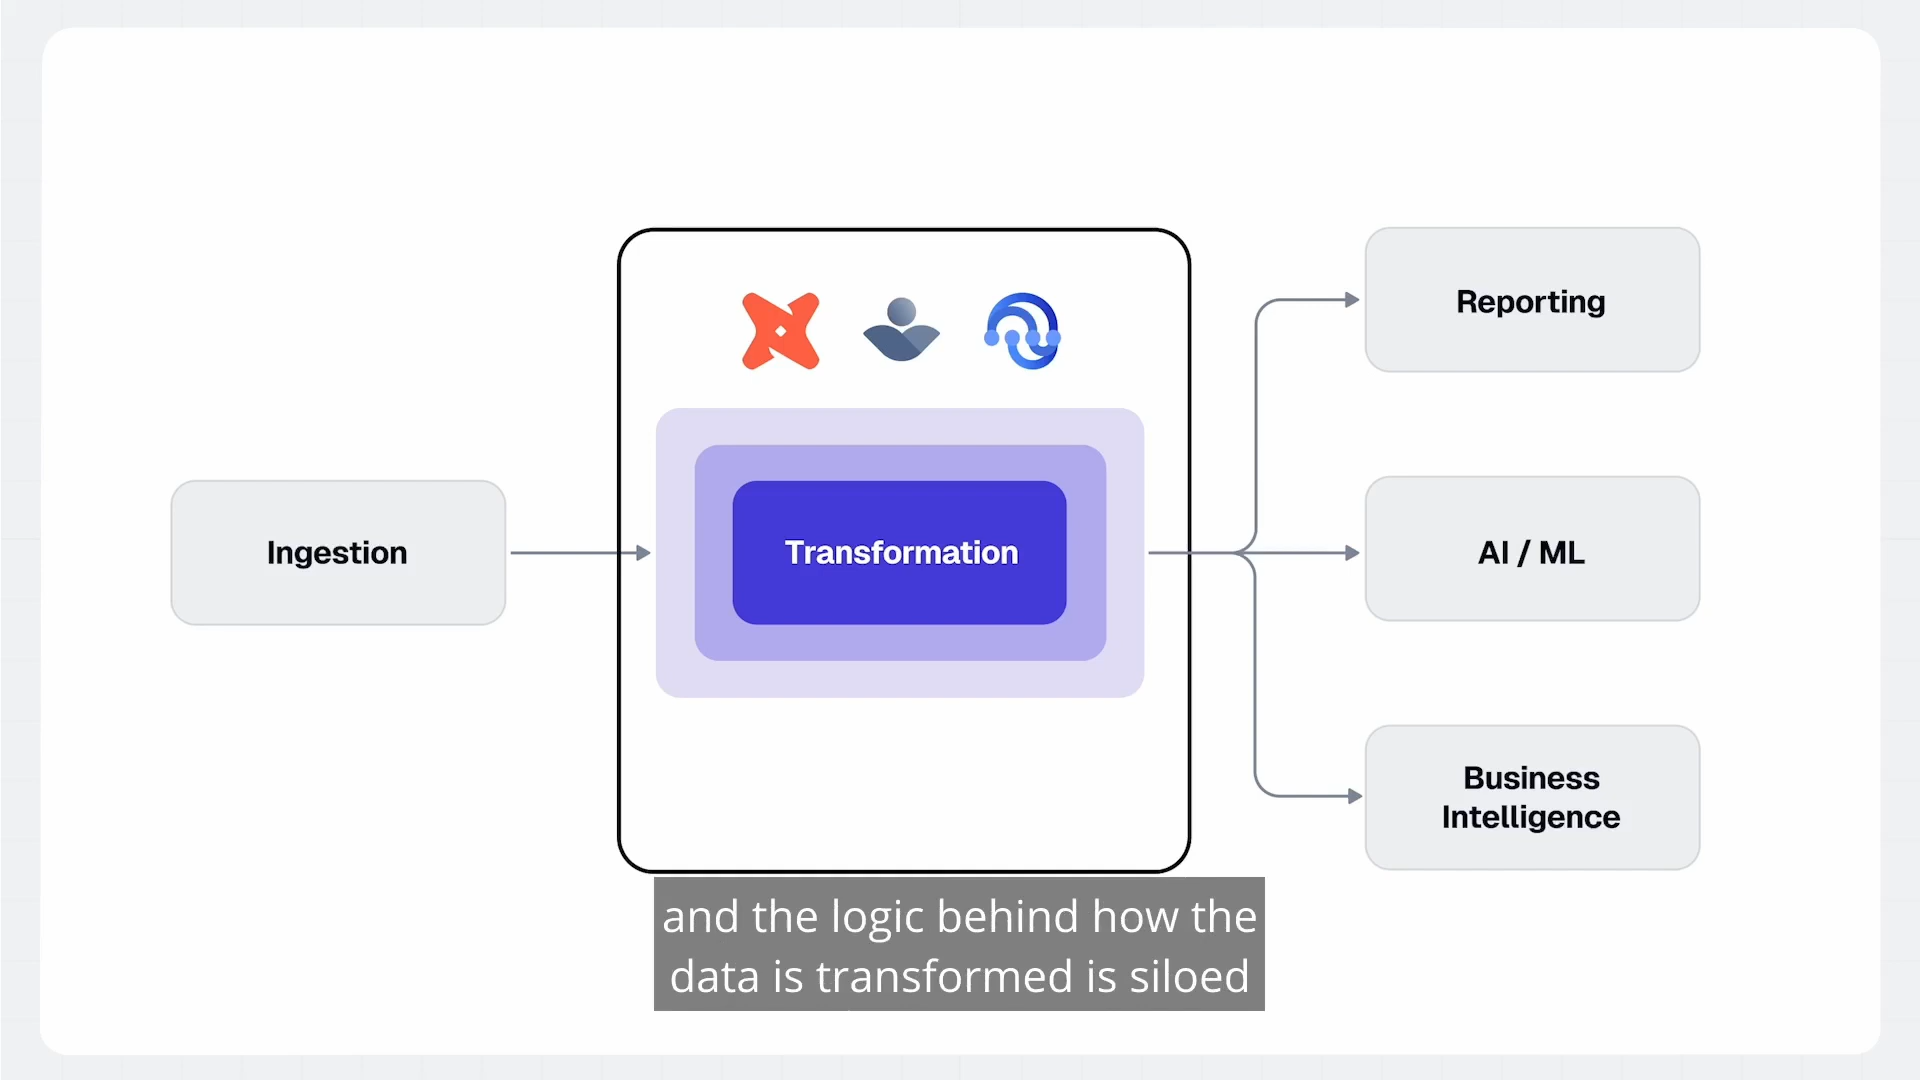 Ingestion
Transformation
Reporting
AI / ML
Business
Intelligence
and the logic behind how the
data is transformed is siloed